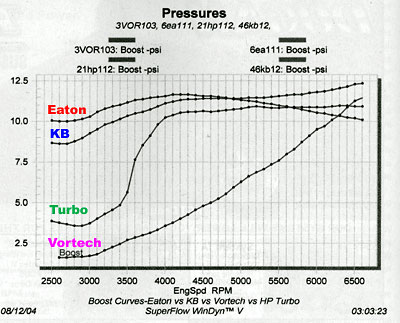 Pressures
3VOR103, 6ea111, 21hp112, 46kb12,
3VOR103: Boost -psi 6ea111: Boost -psi
21hp112: Boost -psi 46kb12: Boost -psi
12.5
Eaton
10.0
KB
7.5
5.0
Turbo
2.5
Vortech
Boost
2500 3000 3500 4000 4500 5000 5500 6000 6500
EngSpd RPM
Boost Curves-Eaton vs KB vs Vortech vs HP Turbo
08/12/04 SuperFlow WinDyn™ V 03:03:23